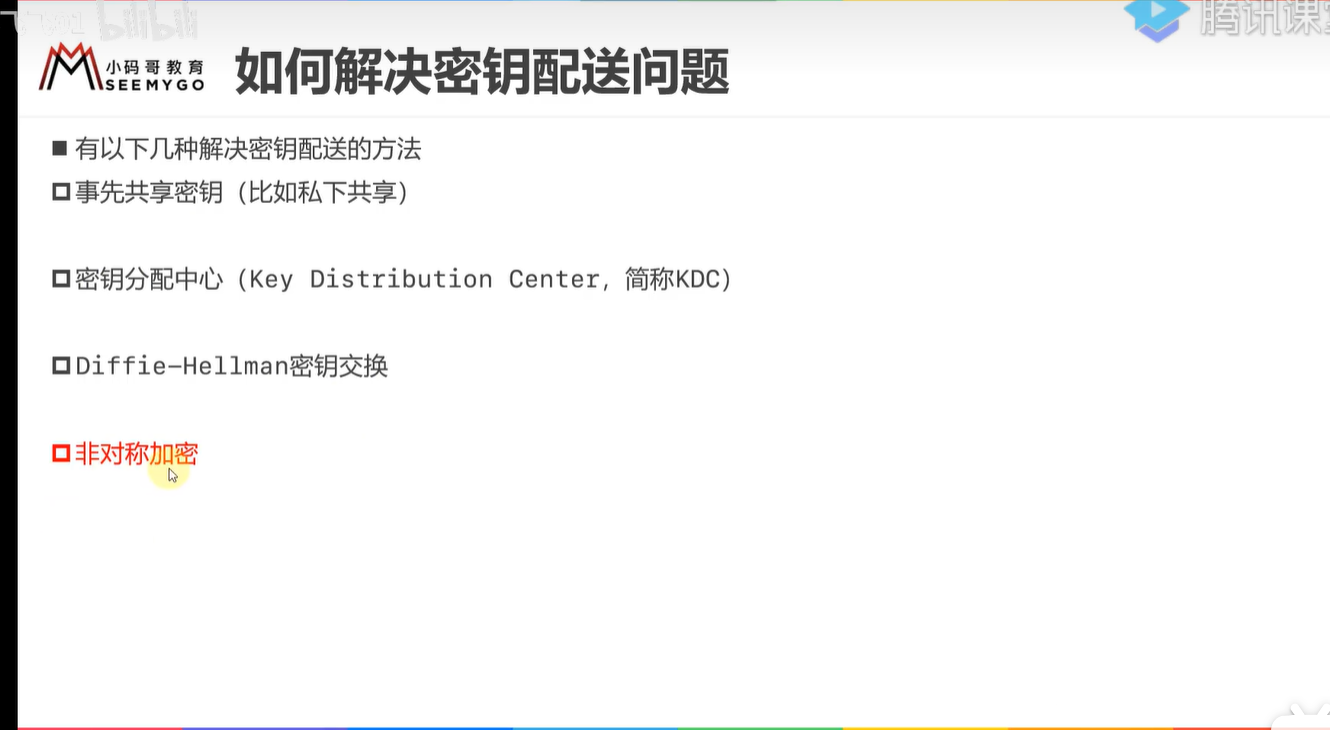 bilibili
腾讯课
小码哥教育
SEEMYGO
如何解决密钥配送问题
■ 有以下几种解决密钥配送的方法
事先共享密钥（比如私下共享）
密钥分配中心（Key Distribution Center，简称KDC）
Diffie-Hellman密钥交换
非对称加密